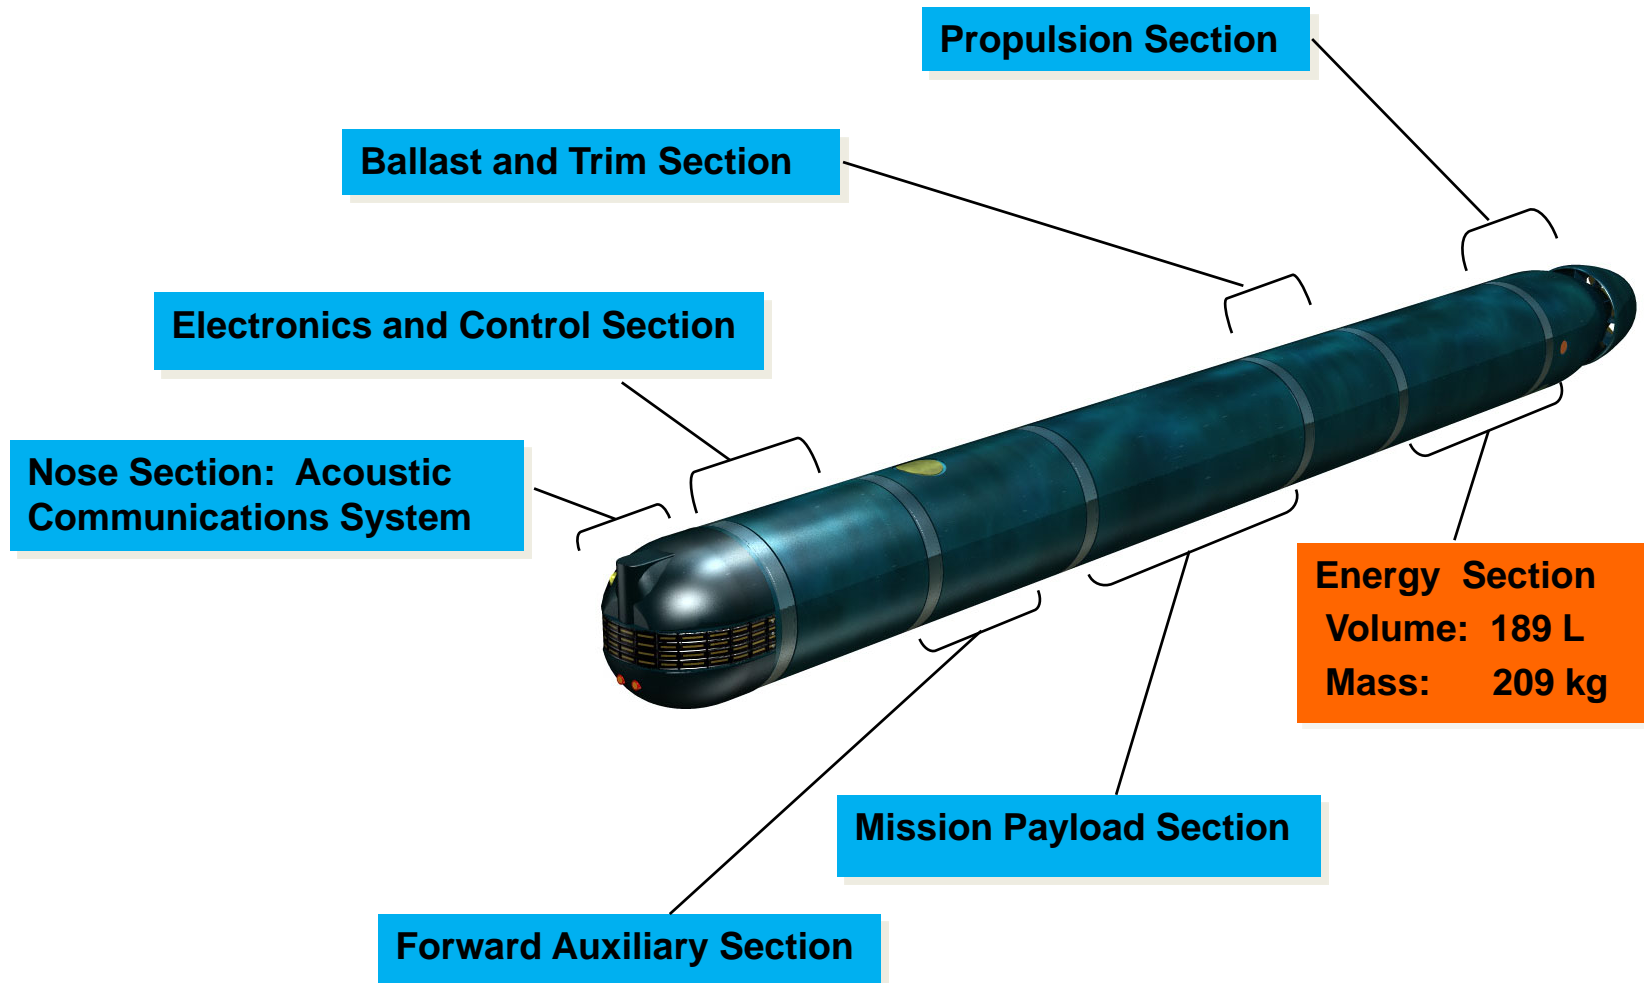 Propulsion Section
Ballast and Trim Section
Electronics and Control Section
Nose Section: Acoustic
Communications System
Energy Section
Volume: 189 L
Mass: 209 kg
Mission Payload Section
Forward Auxiliary Section